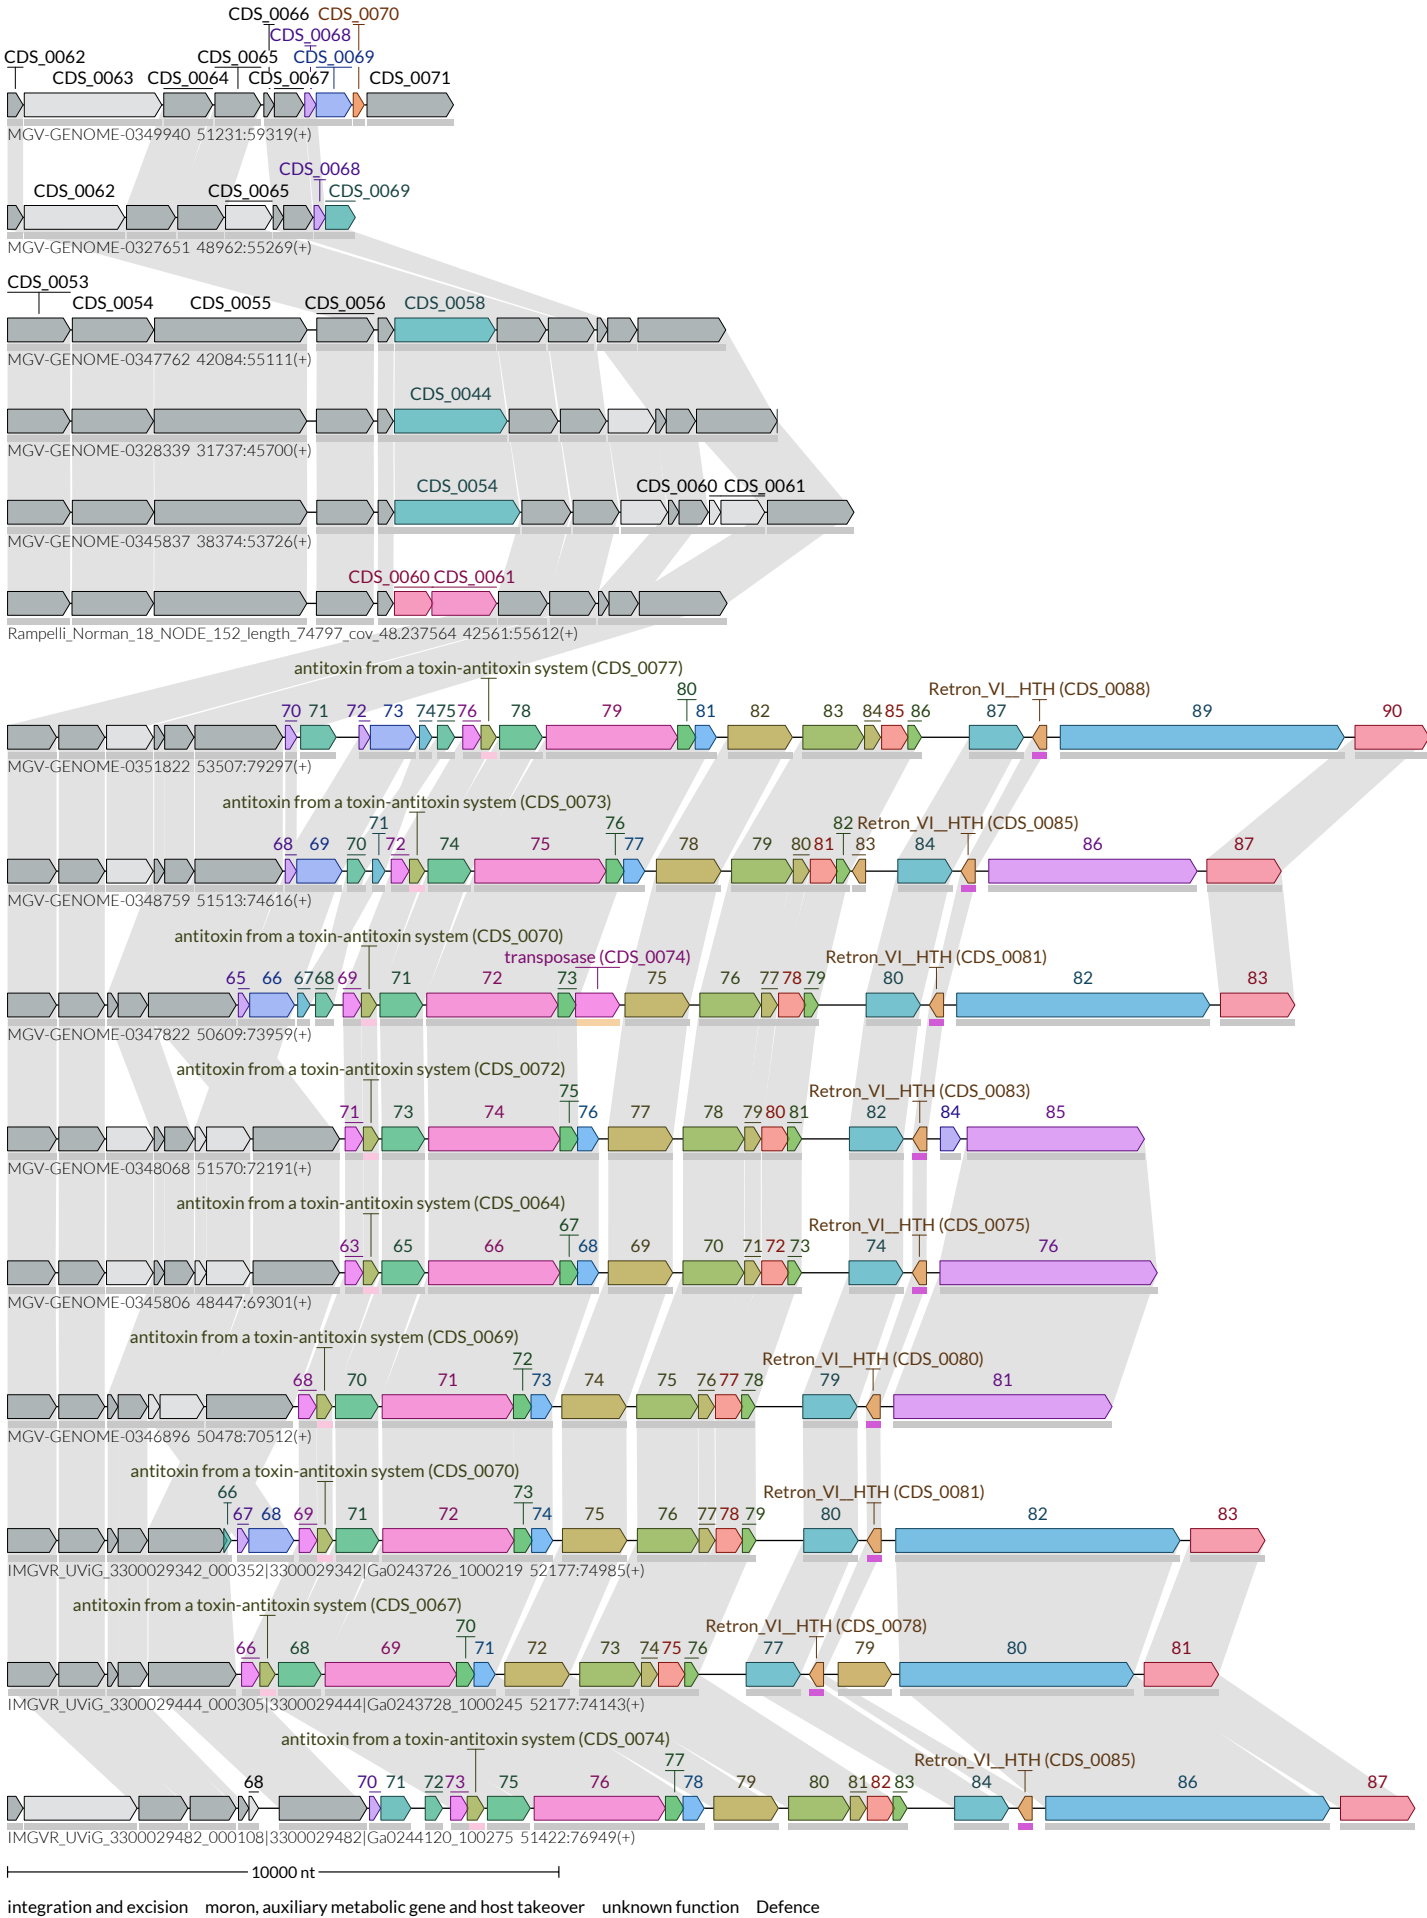 CDS_0066 CDS_0070
CDS_0068
CDS_0062 CDS_0065 CDS_0069
CDS_0063 CDS_0064 CDS_0067 CDS_0071
MGV-GENOME-0349940 51231:59319(+)
CDS_0068
CDS_0062 CDS_0065 CDS_0069
MGV-GENOME-0327651 48962:55269(+)
CDS_0053
CDS_0054 CDS_0055 CDS_0056 CDS_0058
MGV-GENOME-0347762 42084:55111(+)
CDS_0044
MGV-GENOME-0328339 31737:45700(+)
CDS_0054 CDS_0060 CDS_0061
MGV-GENOME-0345837 38374:53726(+)
CDS_0060 CDS_0061
Rampelli_Norman_18_NODE_152_length_74797_cov_48.237564 42561:55612(+)
antitoxin from a toxin-antitoxin system (CDS_0077)
80 Retron_VI__HTH (CDS_0088)
70 71 72 73 74 75 76 78 79 81 82 83 84 85 86 87 89 90
MGV-GENOME-0351822 53507:79297(+)
antitoxin from a toxin-antitoxin system (CDS_0073)
71 76 82 Retron_VI__HTH (CDS_0085)
68 69 70 72 74 75 77 78 79 80 81 83 84 86 87
MGV-GENOME-0348759 51513:74616(+)
antitoxin from a toxin-antitoxin system (CDS_0070)
transposase (CDS_0074) Retron_VI__HTH (CDS_0081)
65 66 67 68 69 71 72 73 75 76 77 78 79 80 82 83
MGV-GENOME-0347822 50609:73959(+)
antitoxin from a toxin-antitoxin system (CDS_0072)
75 Retron_VI__HTH (CDS_0083)
71 73 74 76 77 78 79 80 81 82 84 85
MGV-GENOME-0348068 51570:72191(+)
antitoxin from a toxin-antitoxin system (CDS_0064)
67 Retron_VI__HTH (CDS_0075)
63 65 66 68 69 70 71 72 73 74 76
MGV-GENOME-0345806 48447:69301(+)
antitoxin from a toxin-antitoxin system (CDS_0069)
72 Retron_VI__HTH (CDS_0080)
68 70 71 73 74 75 76 77 78 79 81
MGV-GENOME-0346896 50478:70512(+)
antitoxin from a toxin-antitoxin system (CDS_0070)
66 73 Retron_VI__HTH (CDS_0081)
67 68 69 71 72 74 75 76 77 78 79 80 82 83
IMGVR_UViG_3300029342_000352|3300029342|Ga0243726_1000219 52177:74985(+)
antitoxin from a toxin-antitoxin system (CDS_0067)
70 Retron_VI__HTH (CDS_0078)
66 68 69 71 72 73 74 75 76 77 79 80 81
IMGVR_UViG_3300029444_000305|3300029444|Ga0243728_1000245 52177:74143(+)
antitoxin from a toxin-antitoxin system (CDS_0074)
77 Retron_VI__HTH (CDS_0085)
68 70 71 72 73 75 76 78 79 80 81 82 83 84 86 87
IMGVR_UViG_3300029482_000108|3300029482|Ga0244120_100275 51422:76949(+)
10000 nt
integration and excision moron, auxiliary metabolic gene and host takeover unknown function Defence